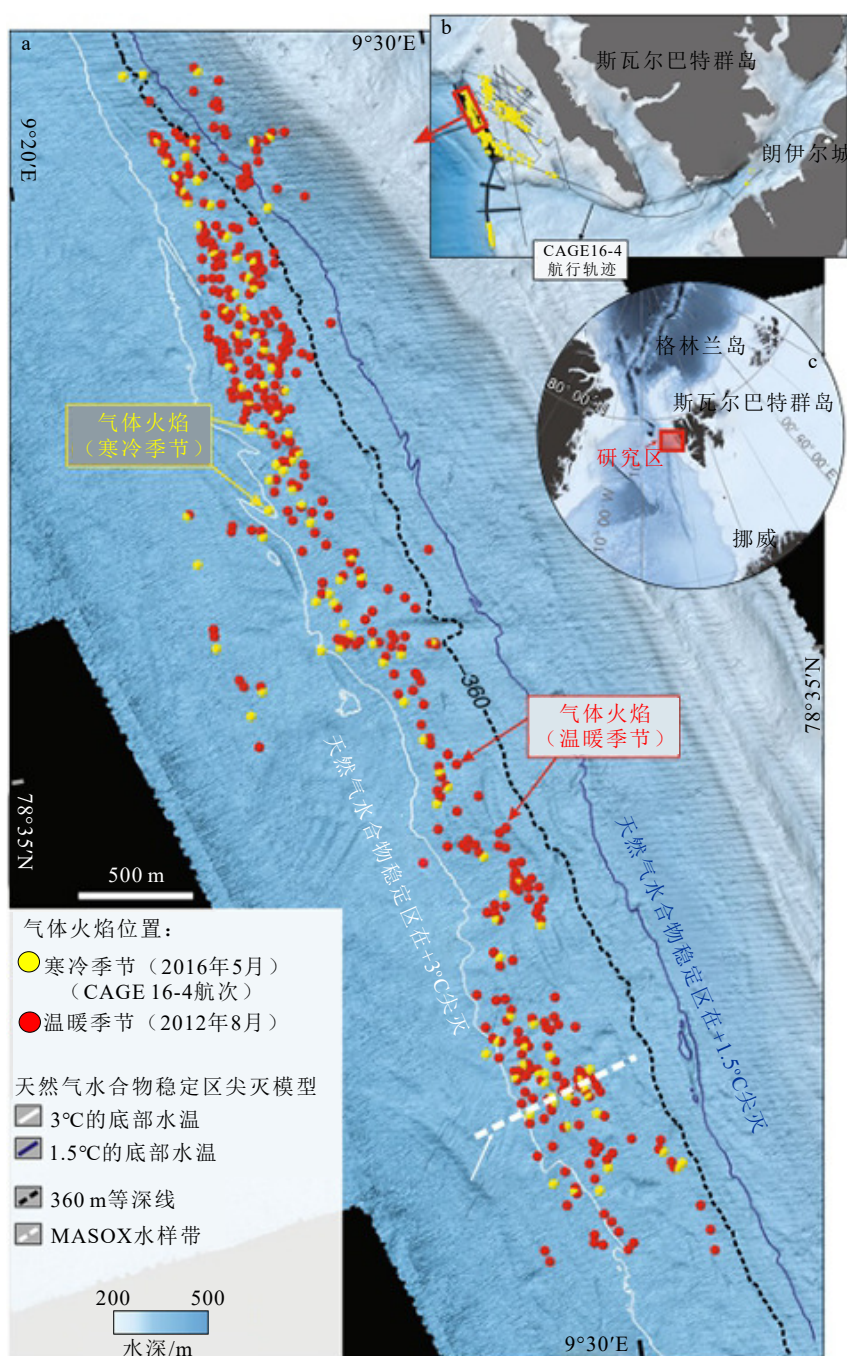 a
9°30′E
9°20′E
气体火焰
（寒冷季节）
-360
气体火焰
（温暖季节）
78°35′N
78°35′N
500 m
天然气水合物稳定区在+3℃尖灭
天然气水合物稳定区在+1.5℃尖灭
气体火焰位置：
寒冷季节（2016年5月）
（CAGE 16-4航次）
温暖季节（2012年8月）
天然气水合物稳定区尖灭模型
3℃的底部水温
1.5℃的底部水温
360 m等深线
MASOX水样带
200
500
水深/m
9°30′E
b
斯瓦尔巴特群岛
朗伊尔城
CAGE16-4
航行轨迹
c
格林兰岛
斯瓦尔巴特群岛
研究区
挪威
10° 00′ W